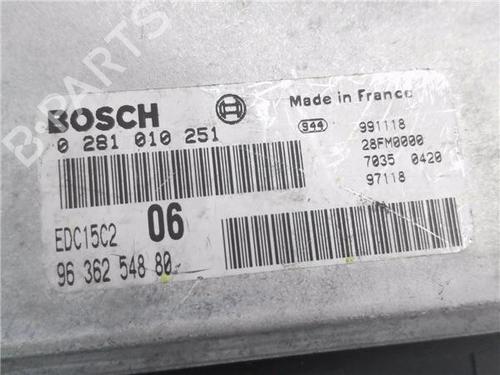 B-PARTS
BOSCH
Made in France
0 281 010 251
944 991118
28FM0000
7035 0420
97118
EDC15C2 06
96 362 548 80